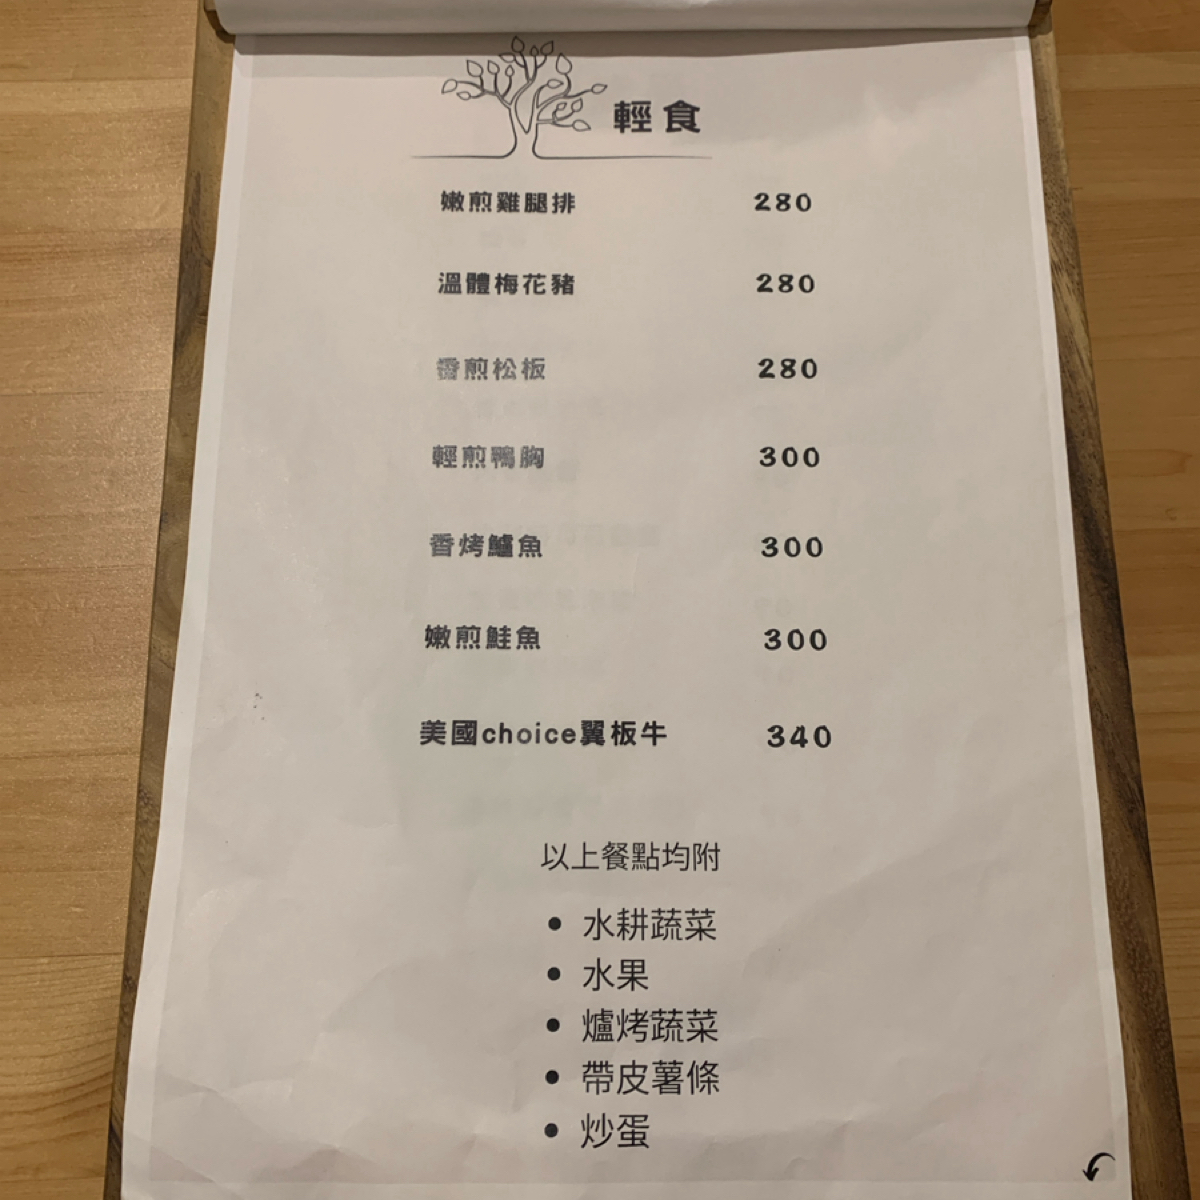 輕食
嫩煎雞腿排 280
溫體梅花豬 280
香煎松板 280
輕煎鴨胸 300
香烤鱸魚 300
嫩煎鮭魚 300
美國choice翼板牛 340
以上餐點均附
• 水耕蔬菜
• 水果
• 爐烤蔬菜
• 帶皮薯條
• 炒蛋